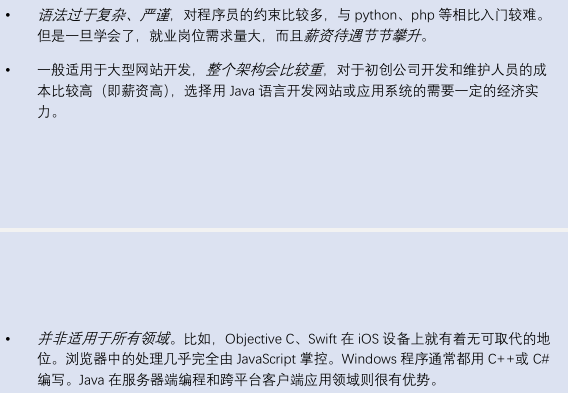 • 语法过于复杂、严谨，对程序员的约束比较多，与 python、php 等相比入门较难。
但是一旦学会了，就业岗位需求量大，而且薪资待遇节节攀升。
• 一般适用于大型网站开发，整个架构会比较重，对于初创公司开发和维护人员的成
本比较高（即薪资高），选择用 Java 语言开发网站或应用系统的需要一定的经济实
力。
• 并非适用于所有领域。比如，Objective C、Swift 在 iOS 设备上就有着无可取代的地
位。浏览器中的处理几乎完全由 JavaScript 掌控。Windows 程序通常都用 C++或 C#
编写。Java 在服务器端编程和跨平台客户端应用领域则很有优势。